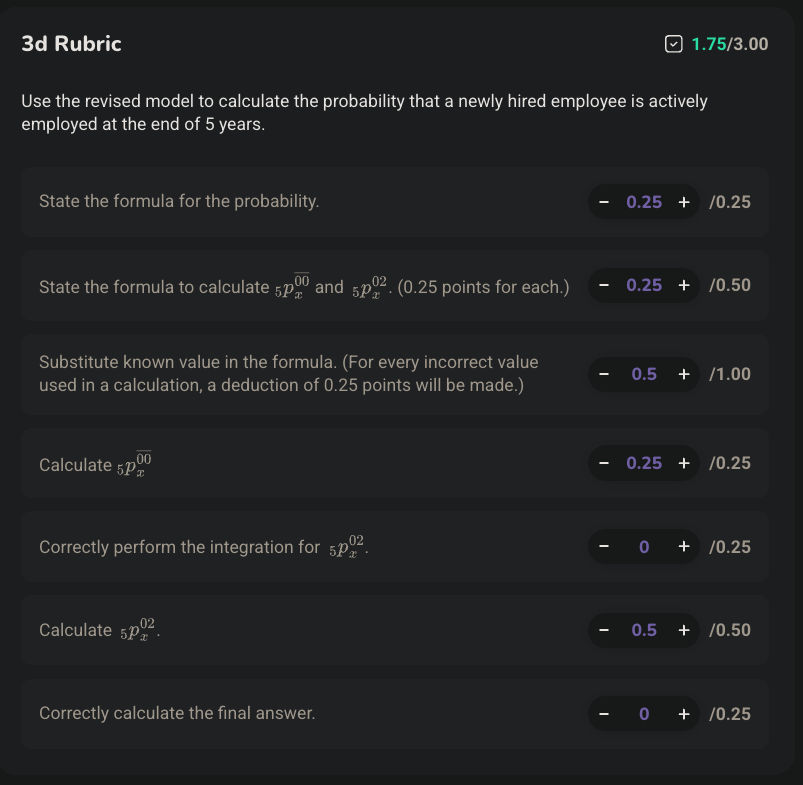 3d Rubric
1.75/3.00
Use the revised model to calculate the probability that a newly hired employee is actively
employed at the end of 5 years.
State the formula for the probability.
− 0.25 + /0.25
State the formula to calculate ${}_5p_x^{\overline{00}}$ and ${}_5p_x^{02}$. (0.25 points for each.)
− 0.25 + /0.50
Substitute known value in the formula. (For every incorrect value
used in a calculation, a deduction of 0.25 points will be made.)
− 0.5 + /1.00
Calculate ${}_5p_x^{\overline{00}}$
− 0.25 + /0.25
Correctly perform the integration for ${}_5p_x^{02}$.
− 0 + /0.25
Calculate ${}_5p_x^{02}$.
− 0.5 + /0.50
Correctly calculate the final answer.
− 0 + /0.25